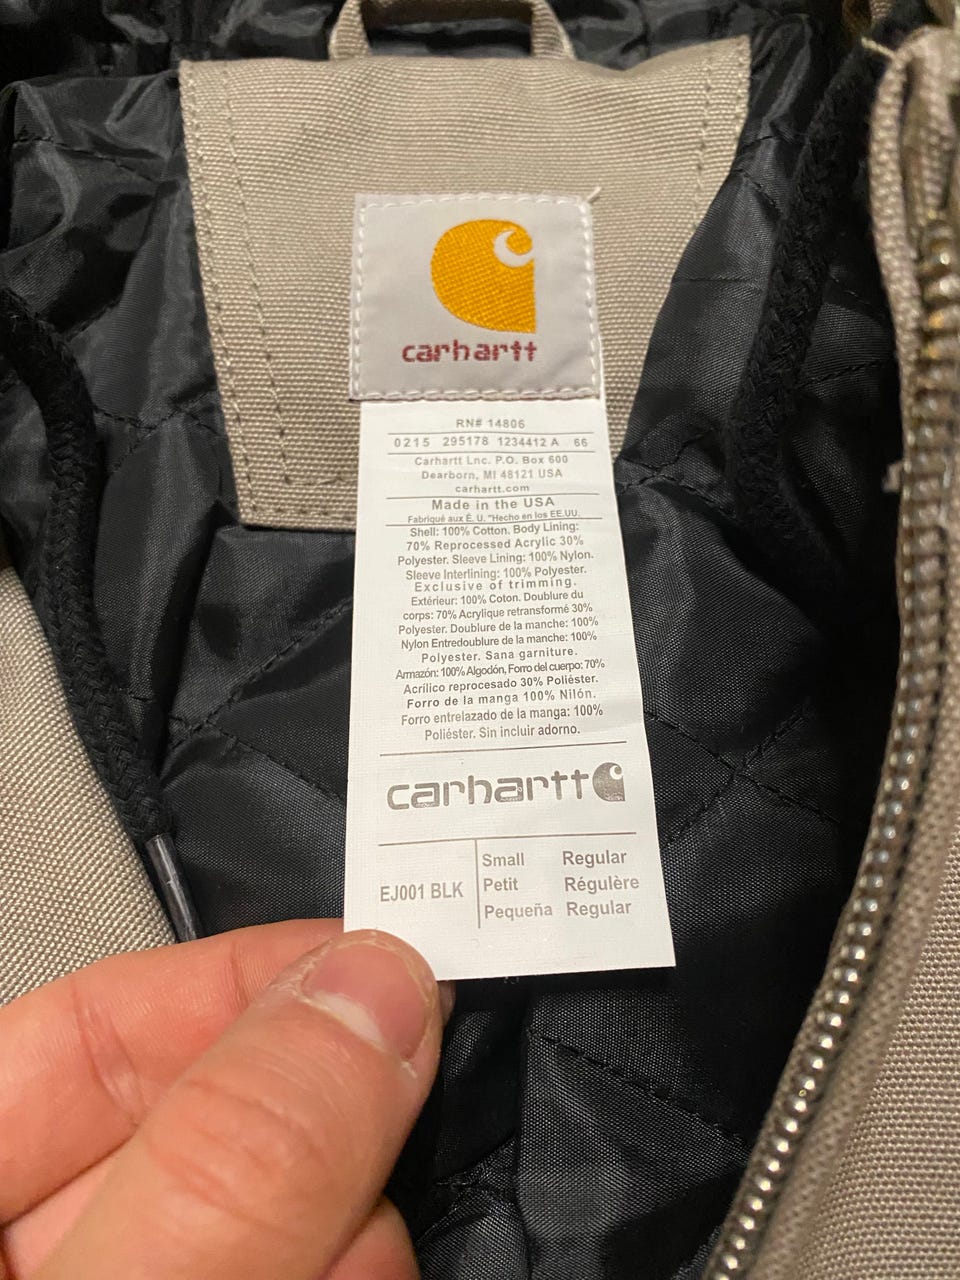 carhartt
RN# 14806
0215 295178 1234412 A 66
Carhartt Lnc. P.O. Box 600
Dearborn, MI 48121 USA
carhartt.com
Made in the USA
Fabriqué aux É. U. "Hecho en los EE.UU.
Shell: 100% Cotton. Body Lining:
70% Reprocessed Acrylic 30%
Polyester. Sleeve Lining: 100% Nylon.
Sleeve Interlining: 100% Polyester.
Exclusive of trimming.
Extérieur: 100% Coton. Doublure du
corps: 70% Acrylique retransformé 30%
Polyester. Doublure de la manche: 100%
Nylon Entredoublure de la manche: 100%
Polyester. Sana garniture.
Armazón: 100% Algodón, Forro del cuerpo: 70%
Acrílico reprocesado 30% Poliéster.
Forro de la manga 100% Nilón.
Forro entrelazado de la manga: 100%
Poliéster. Sin incluir adorno.
carhartt
EJ001 BLK
Small Regular
Petit Régulère
Pequeña Regular